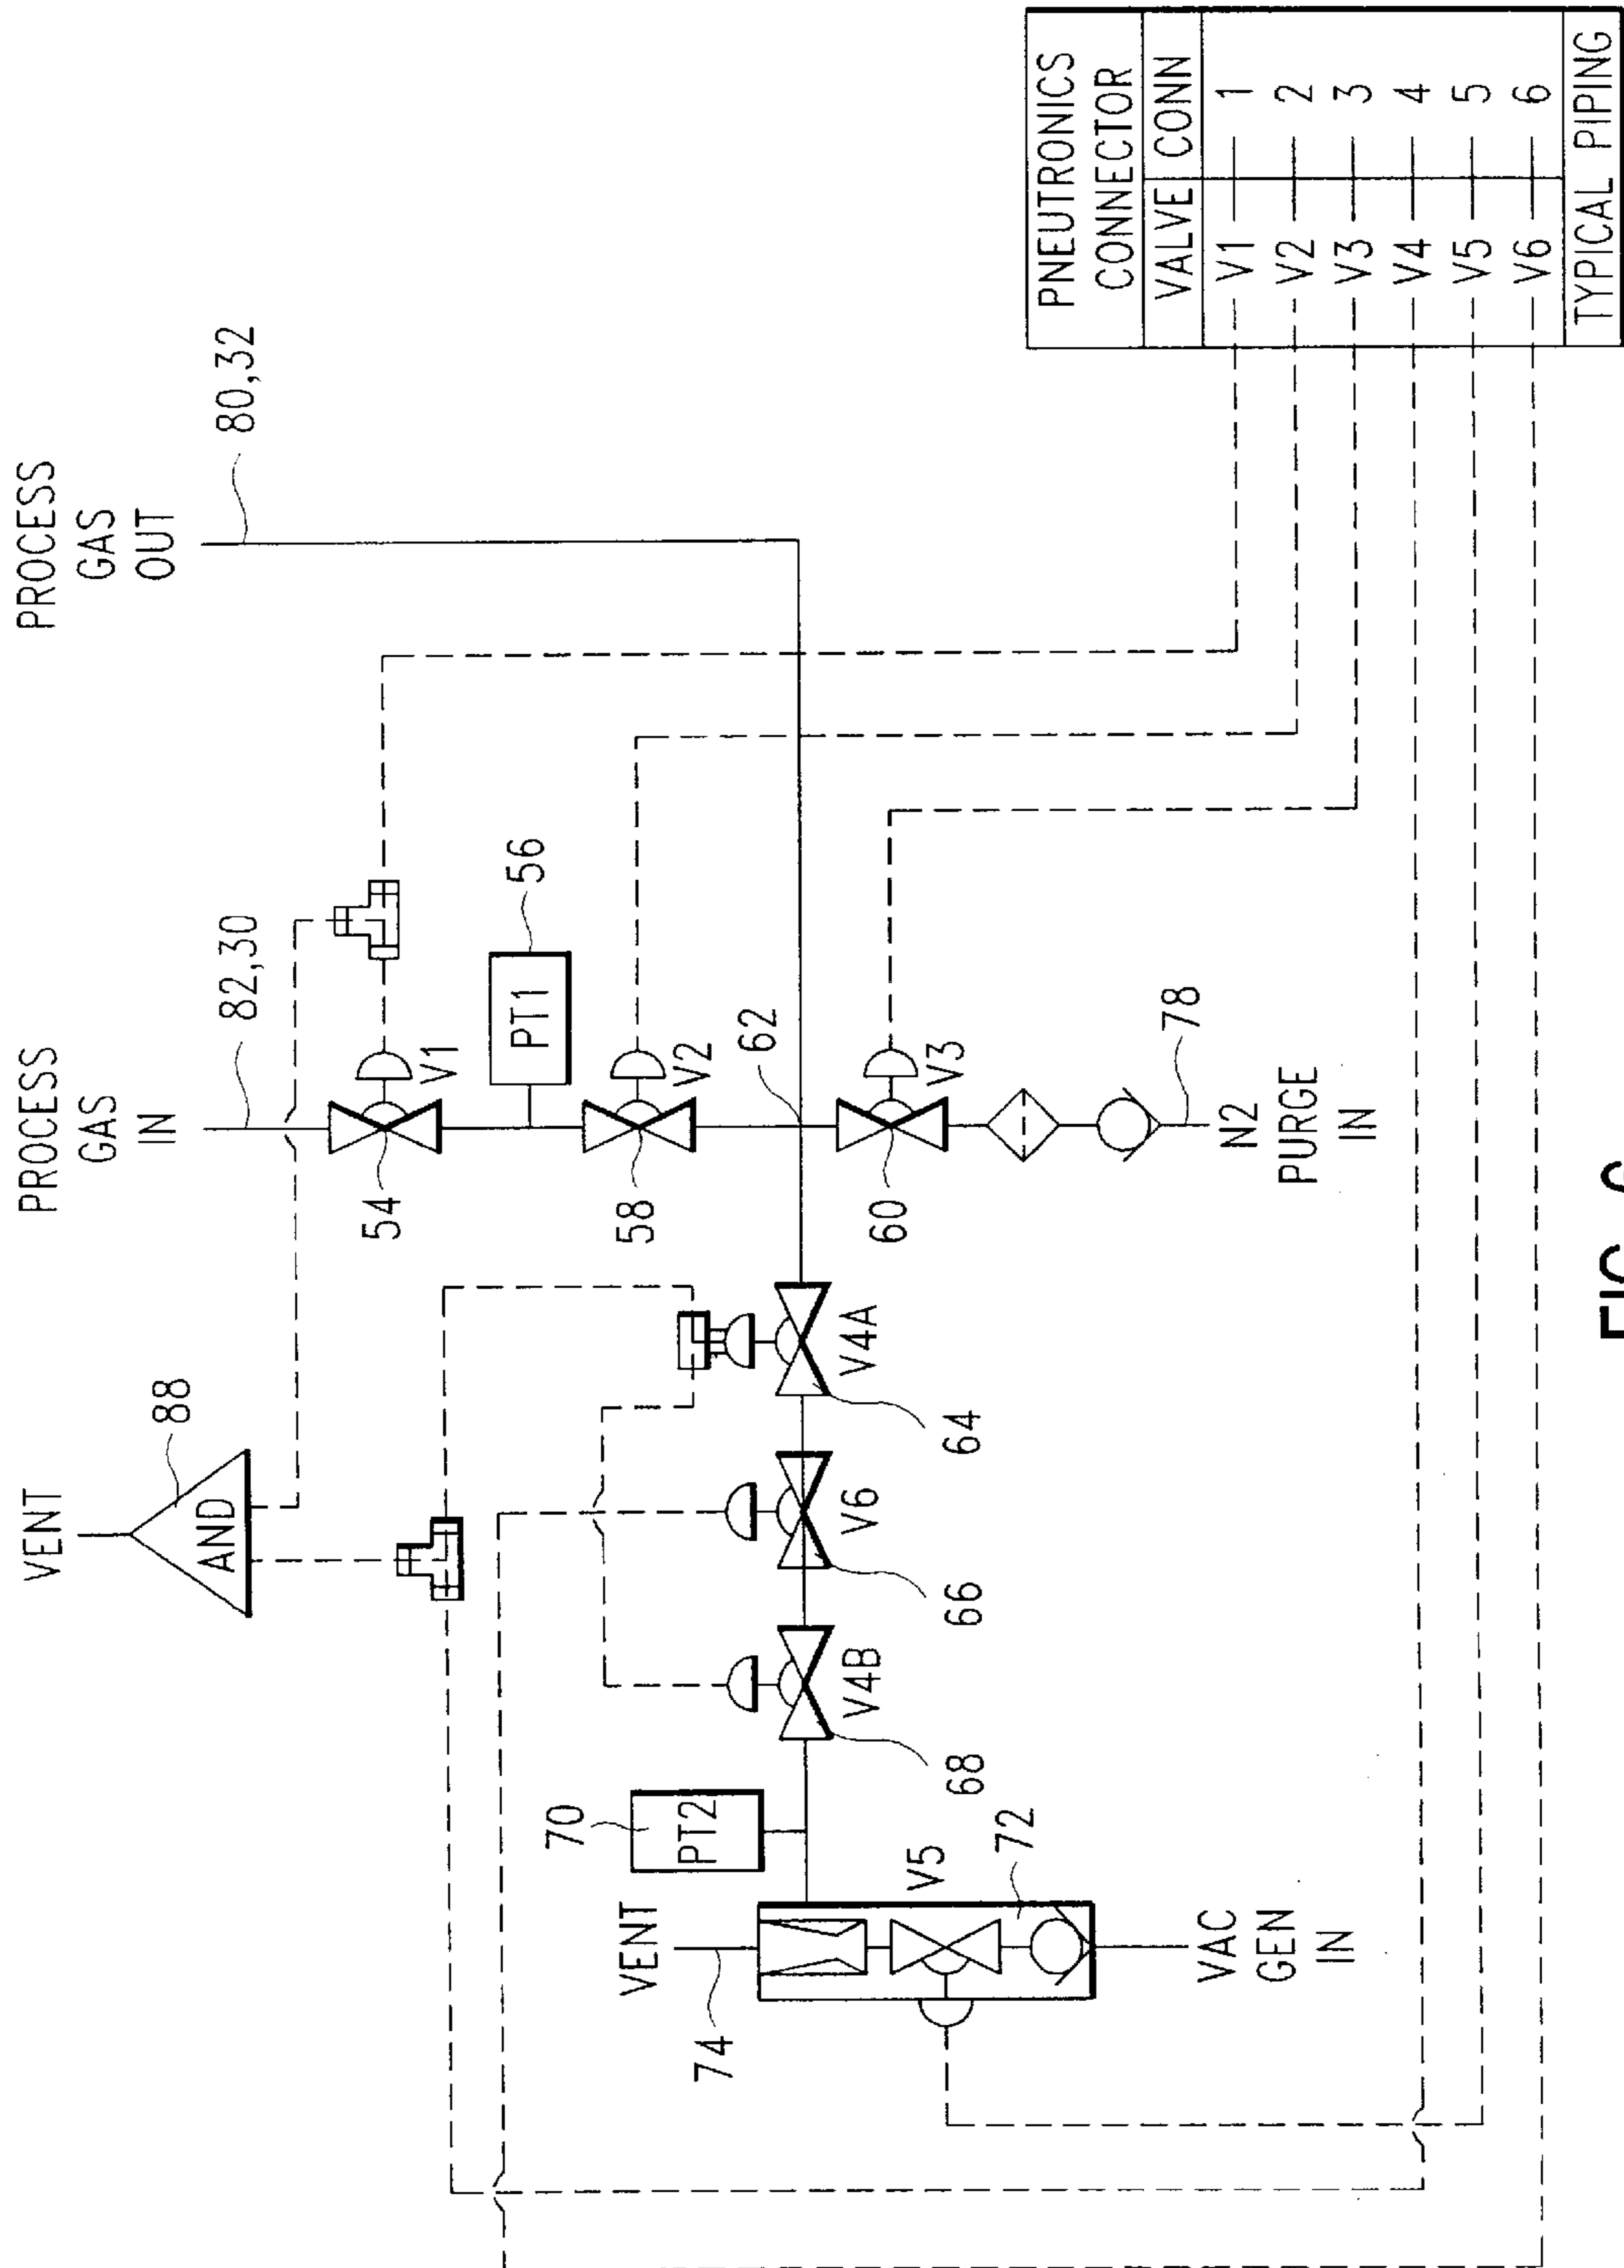 VENT
88
AND
PROCESS
GAS
IN
82,30
PROCESS
GAS
OUT
80,32
54
V1
PT1
56
58
V2
62
60
V3
78
N2
PURGE
IN
V4A
64
V6
66
V4B
68
70
PT2
VENT
74
V5
72
VAC
GEN
IN
PNEUTRONICS
CONNECTOR
VALVE CONN
V1 1
V2 2
V3 3
V4 4
V5 5
V6 6
TYPICAL PIPING
FIG